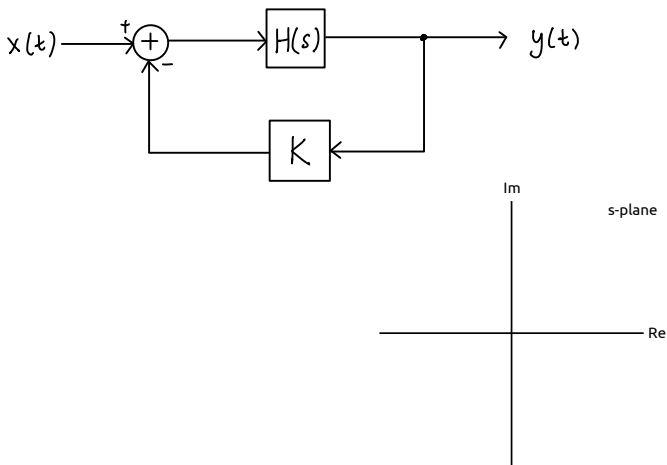 x(t)
+
+
-
H(s)
y(t)
K
Im
s-plane
Re